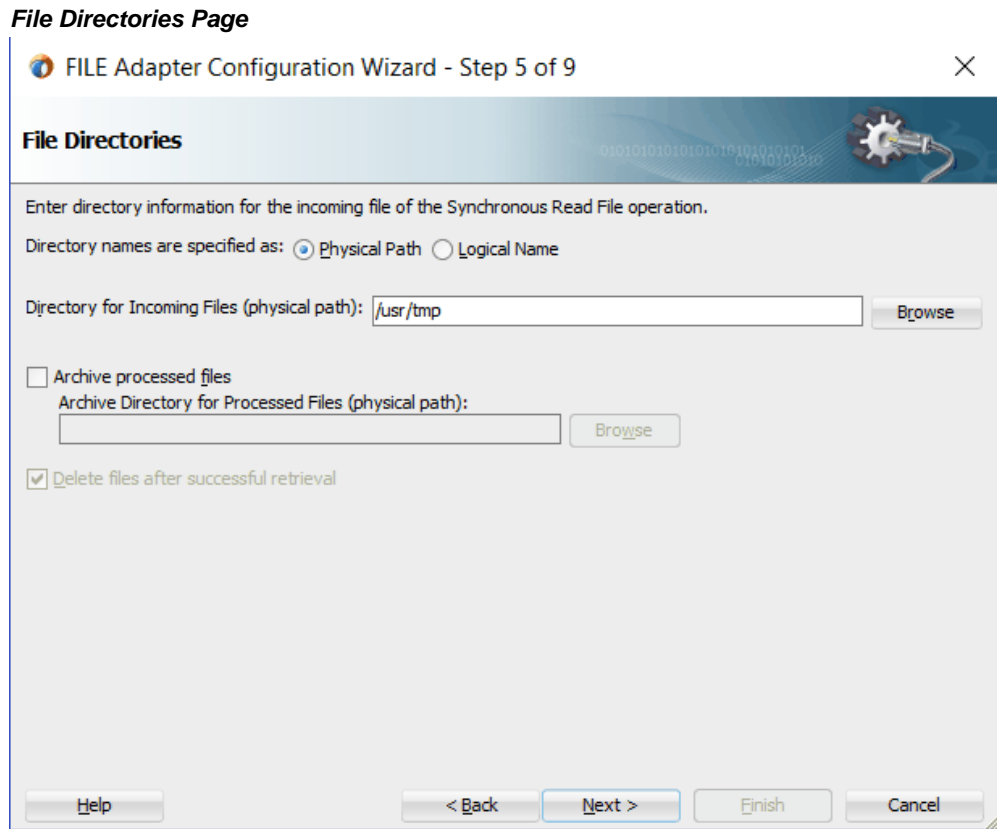 File Directories Page
FILE Adapter Configuration Wizard - Step 5 of 9
File Directories
Enter directory information for the incoming file of the Synchronous Read File operation.
Directory names are specified as: Physical Path Logical Name
Directory for Incoming Files (physical path): /usr/tmp Browse
Archive processed files
Archive Directory for Processed Files (physical path):
Browse
Delete files after successful retrieval
Help < Back Next > Finish Cancel